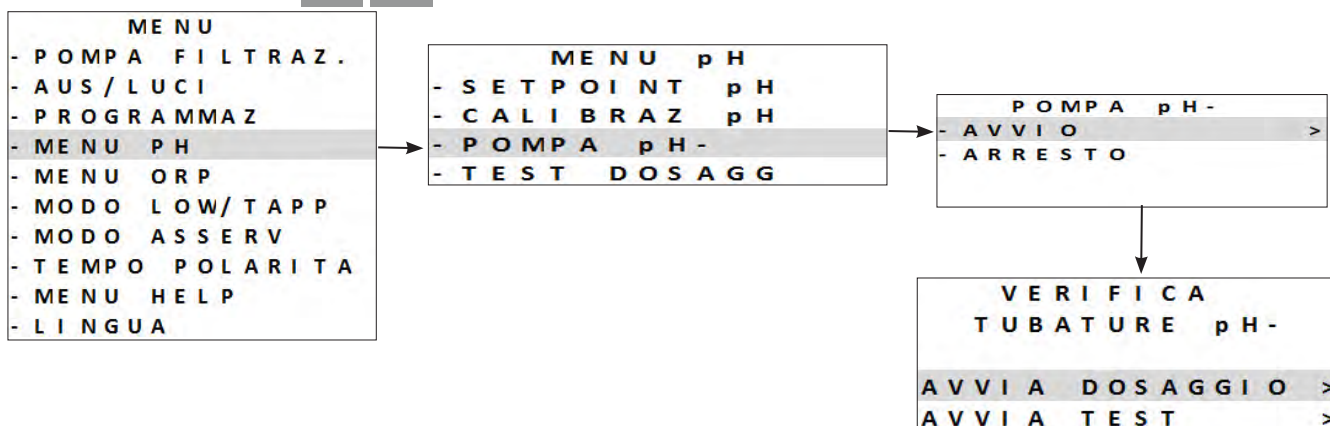 MENU
- POMPA FILTRAZ.
- AUS/LUCI
- PROGRAMMAZ
- MENU PH
- MENU ORP
- MODO LOW/TAPP
- MODO ASSERV
- TEMPO POLARITA
- MENU HELP
- LINGUA
MENU pH
- SETPOINT pH
- CALIBRAZ pH
- POMPA pH-
- TEST DOSAGG
POMPA pH-
- AVVIO >
- ARRESTO
VERIFICA
TUBATURE pH-
AVVIA DOSAGGIO >
AVVIA TEST >